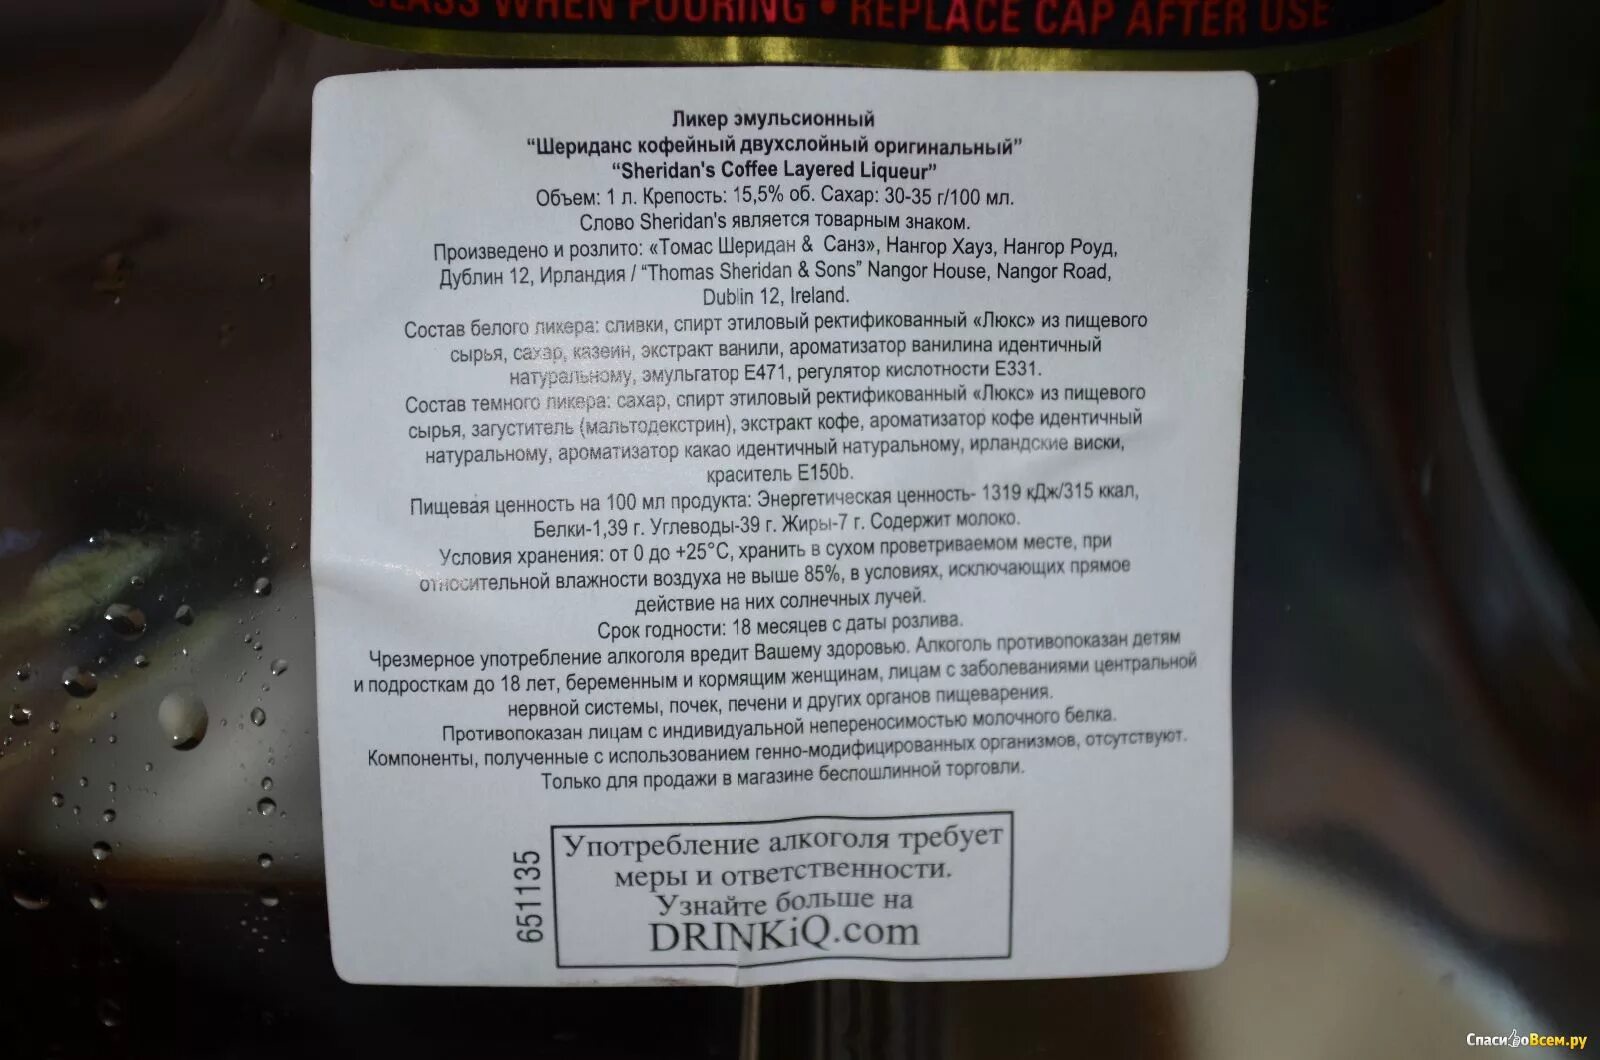 GLASS WHEN POURING • REPLACE CAP AFTER USE
Ликер эмульсионный
“Шериданс кофейный двухслойный оригинальный”
“Sheridan's Coffee Layered Liqueur”
Объем: 1 л. Крепость: 15,5% об. Сахар: 30-35 г/100 мл.
Слово Sheridan's является товарным знаком.
Произведено и розлито: «Томас Шеридан & Санз», Нангор Хауз, Нангор Роуд,
Дублин 12, Ирландия / “Thomas Sheridan & Sons” Nangor House, Nangor Road,
Dublin 12, Ireland.
Состав белого ликера: сливки, спирт этиловый ректификованный «Люкс» из пищевого
сырья, сахар, казеин, экстракт ванили, ароматизатор ванилина идентичный
натуральному, эмульгатор Е471, регулятор кислотности Е331.
Состав темного ликера: сахар, спирт этиловый ректификованный «Люкс» из пищевого
сырья, загуститель (мальтодекстрин), экстракт кофе, ароматизатор кофе идентичный
натуральному, ароматизатор какао идентичный натуральному, ирландские виски,
краситель Е150b.
Пищевая ценность на 100 мл продукта: Энергетическая ценность- 1319 кДж/315 ккал,
Белки-1,39 г. Углеводы-39 г. Жиры-7 г. Содержит молоко.
Условия хранения: от 0 до +25°С, хранить в сухом проветриваемом месте, при
относительной влажности воздуха не выше 85%, в условиях, исключающих прямое
действие на них солнечных лучей.
Срок годности: 18 месяцев с даты розлива.
Чрезмерное употребление алкоголя вредит Вашему здоровью. Алкоголь противопоказан детям
и подросткам до 18 лет, беременным и кормящим женщинам, лицам с заболеваниями центральной
нервной системы, почек, печени и других органов пищеварения.
Противопоказан лицам с индивидуальной непереносимостью молочного белка.
Компоненты, полученные с использованием генно-модифицированных организмов, отсутствуют.
Только для продажи в магазине беспошлинной торговли.
651135
Употребление алкоголя требует
меры и ответственности.
Узнайте больше на
DRINKiQ.com
СпасибоВсем.ру